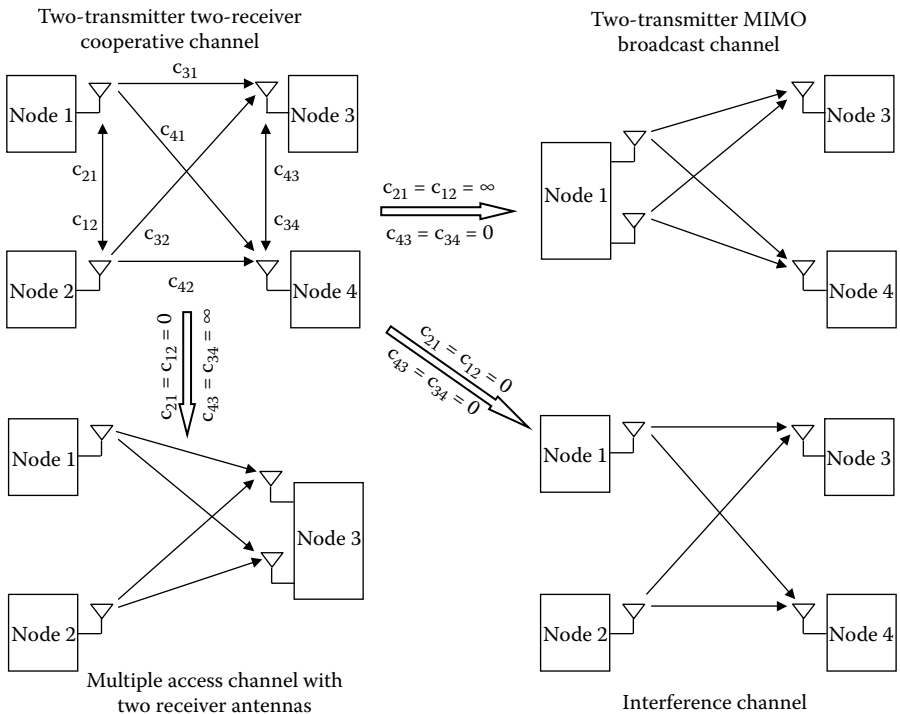 Two-transmitter two-receiver
cooperative channel
Two-transmitter MIMO
broadcast channel
Node 1
c31
Node 3
c41
c21
c43
c12
c34
c32
Node 2
c42
Node 4
c21 = c12 = ∞
c43 = c34 = 0
Node 1
Node 3
Node 4
c21 = c12 = 0
c43 = c34 = ∞
c21 = c12 = 0
c43 = c34 = 0
Node 1
Node 2
Node 3
Multiple access channel with
two receiver antennas
Node 1
Node 3
Node 2
Node 4
Interference channel